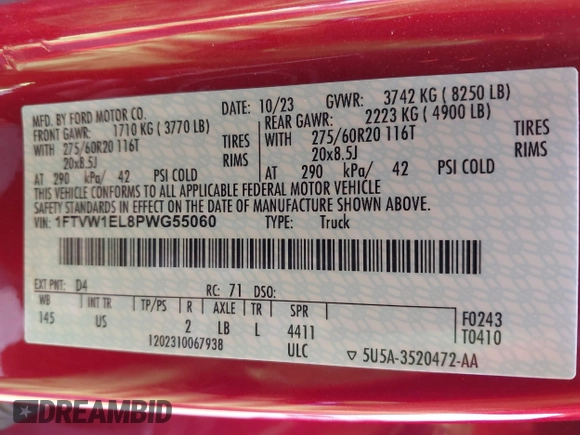 MFD. BY FORD MOTOR CO.
DATE: 10/23 GVWR: 3742 KG ( 8250 LB)
FRONT GAWR: 1710 KG ( 3770 LB)
REAR GAWR: 2223 KG ( 4900 LB)
WITH 275/60R20 116T TIRES
WITH 275/60R20 116T TIRES
20x8.5J RIMS
20x8.5J RIMS
AT 290 kPa/ 42 PSI COLD
AT 290 kPa/ 42 PSI COLD
THIS VEHICLE CONFORMS TO ALL APPLICABLE FEDERAL MOTOR VEHICLE
SAFETY STANDARDS IN EFFECT ON THE DATE OF MANUFACTURE SHOWN ABOVE.
VIN: 1FTVW1EL8PWG55060 TYPE: Truck
EXT PNT: D4 RC: 71 DSO:
WB INT TR TP/PS R AXLE TR SPR
145 US 2 LB L 4411
F0243
T0410
1202310067938 ULC
▽ 5U5A-3520472-AA
DREAMBID